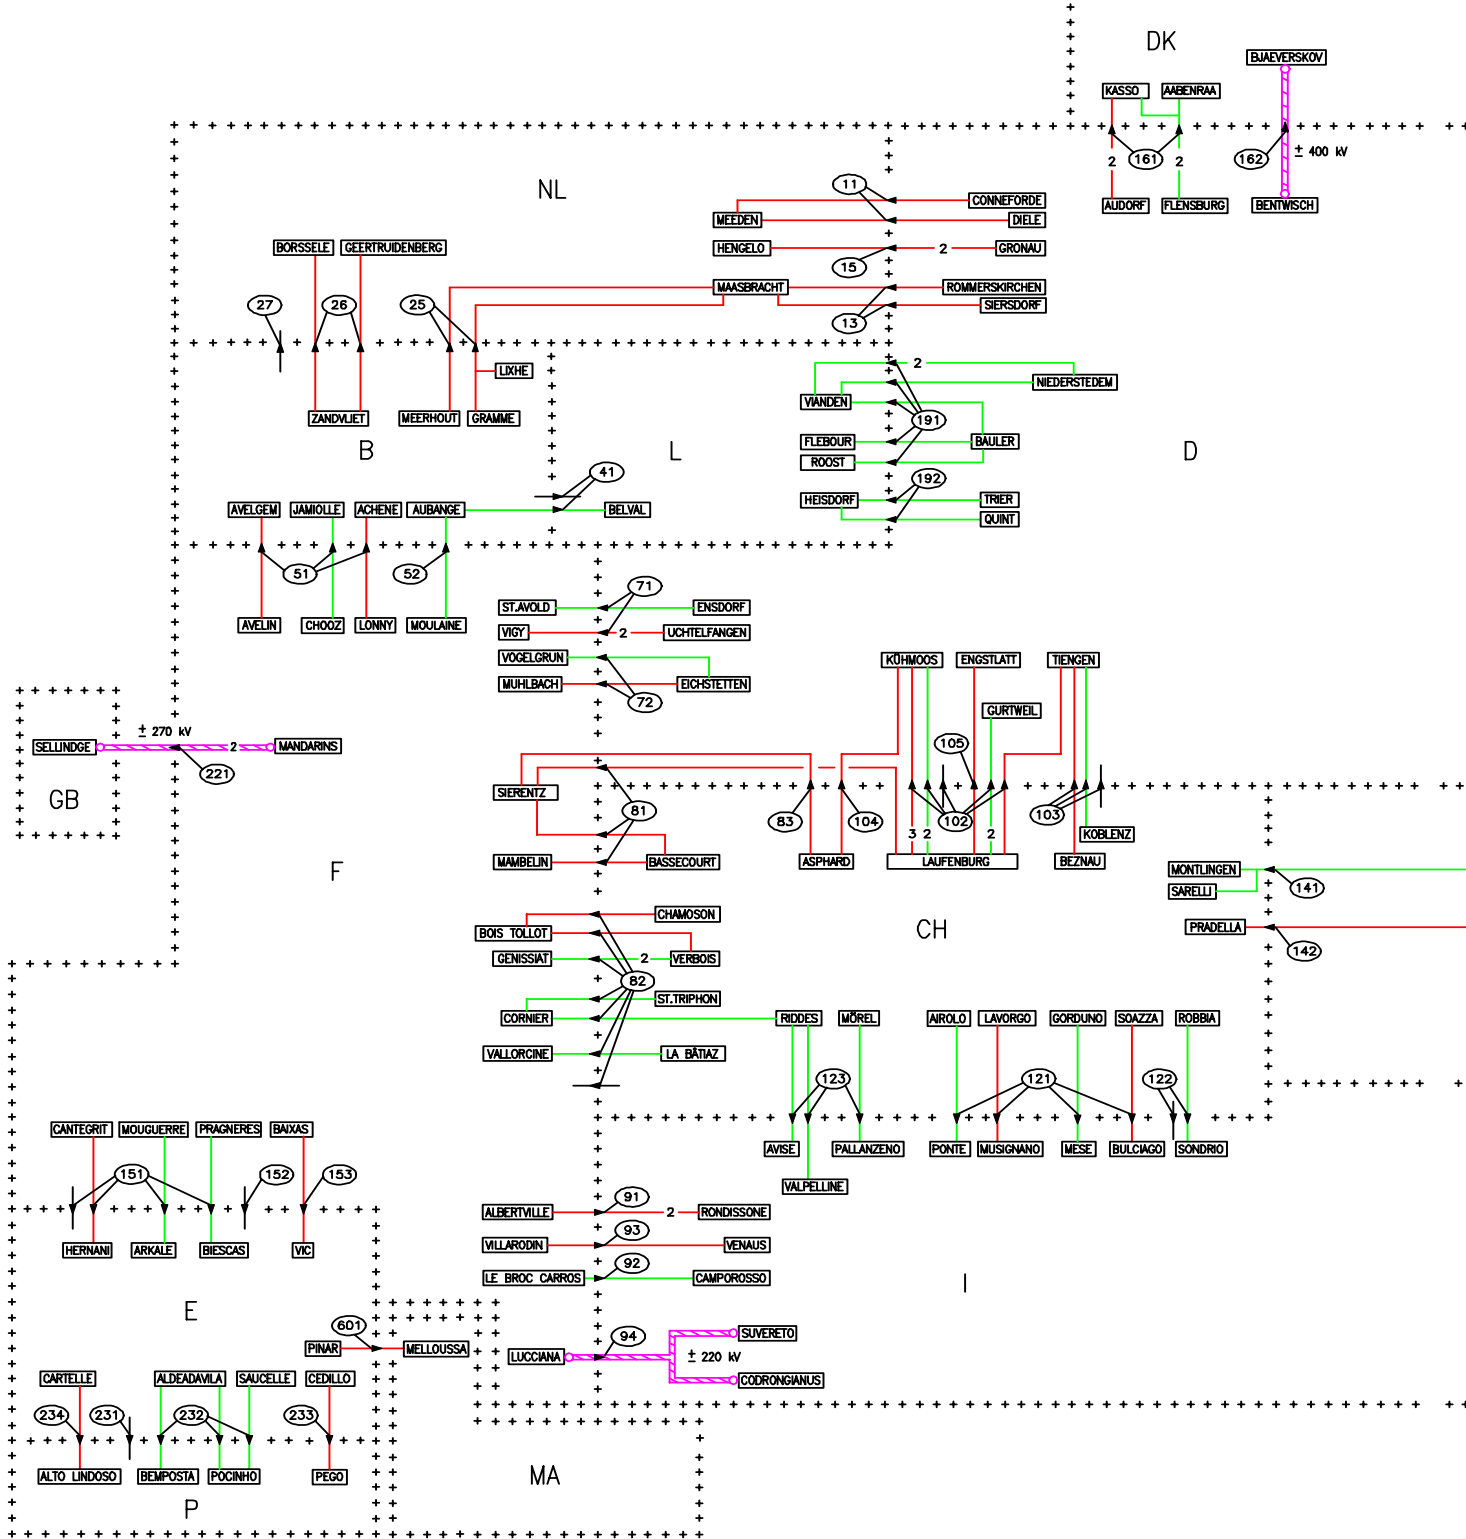 DK
BJAEVERSKOV
KASSO
AABENRAA
2
161
2
162
± 400 kV
AUDORF
FLENSBURG
BENTWISCH
NL
11
CONNEFORDE
MEEDEN
DIELE
BORSSELE
GEERTRUIDENBERG
HENGELO
2
GRONAU
15
MAASBRACHT
ROMMERSKIRCHEN
27
26
25
SIERSDORF
13
LIXHE
2
NIEDERSTEDEM
VIANDEN
ZANDVLIET
MEERHOUT
GRAMME
191
B
L
FLEBOUR
BAULER
D
ROOST
41
192
HEISDORF
TRIER
AVELGEM
JAMIOLLE
ACHENE
AUBANGE
BELVAL
QUINT
51
52
71
ST.AVOLD
ENSDORF
AVELIN
CHOOZ
LONNY
MOULAINE
VIGY
2
UCHTELFANGEN
VOGELGRUN
KÜHMOOS
ENGSTLATT
TIENGEN
MUHLBACH
EICHSTETTEN
72
GURTWEIL
± 270 kV
SELLINDGE
2
MANDARINS
105
221
SIERENTZ
GB
81
83
104
102
103
3
2
2
KOBLENZ
MAMBELIN
BASSECOURT
ASPHARD
LAUFENBURG
BEZNAU
F
MONTLINGEN
141
SARELLI
CHAMOSON
BOIS TOLLOT
CH
PRADELLA
142
GENISSIAT
2
VERBOIS
82
ST.TRIPHON
CORNIER
RIDDES
MÖREL
AIROLO
LAVORGO
GORDUNO
SOAZZA
ROBBIA
VALLORCINE
LA BÂTIAZ
123
121
122
CANTEGRIT
MOUGUERRE
PRAGNERES
BAIXAS
AVISE
PALLANZENO
PONTE
MUSIGNANO
MESE
BULCIAGO
SONDRIO
151
152
153
VALPELLINE
91
ALBERTVILLE
2
RONDISSONE
93
HERNANI
ARKALE
BIESCAS
VIC
VILLARODIN
VENAUS
92
LE BROC CARROS
CAMPOROSSO
I
E
601
PINAR
MELLOUSSA
94
SUVERETO
LUCCIANA
± 220 kV
CARTELLE
ALDEADAVILA
SAUCELLE
CEDILLO
CODRONGIANUS
234
231
232
233
ALTO LINDOSO
BEMPOSTA
POCINHO
PEGO
MA
P